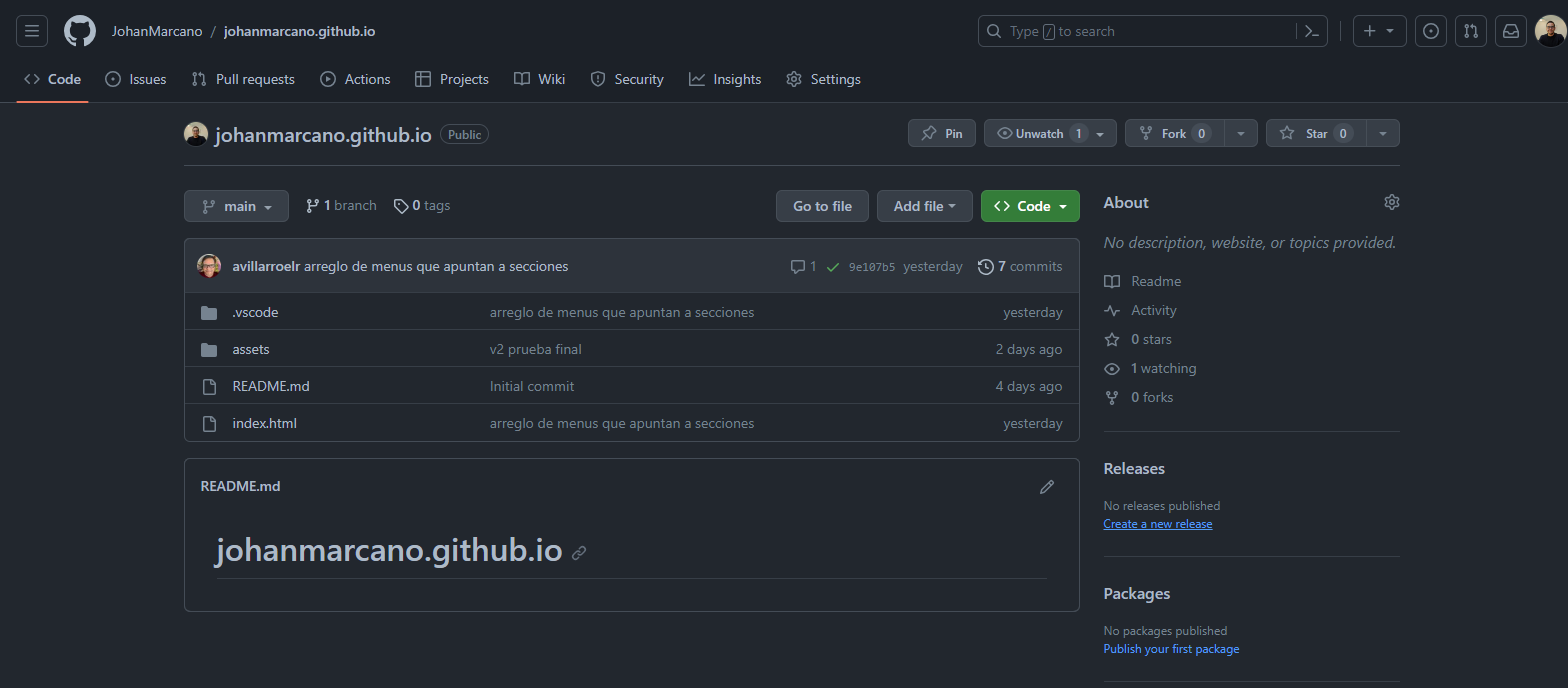 JohanMarcano / johanmarcano.github.io
Type / to search
Code Issues Pull requests Actions Projects Wiki Security Insights Settings
johanmarcano.github.io Public
Pin Unwatch 1 Fork 0 Star 0
main 1 branch 0 tags
Go to file Add file Code
avillarroelr arreglo de menus que apuntan a secciones 1 9e107b5 yesterday 7 commits
.vscode arreglo de menus que apuntan a secciones yesterday
assets v2 prueba final 2 days ago
README.md Initial commit 4 days ago
index.html arreglo de menus que apuntan a secciones yesterday
README.md
johanmarcano.github.io
About
No description, website, or topics provided.
Readme
Activity
0 stars
1 watching
0 forks
Releases
No releases published
Create a new release
Packages
No packages published
Publish your first package